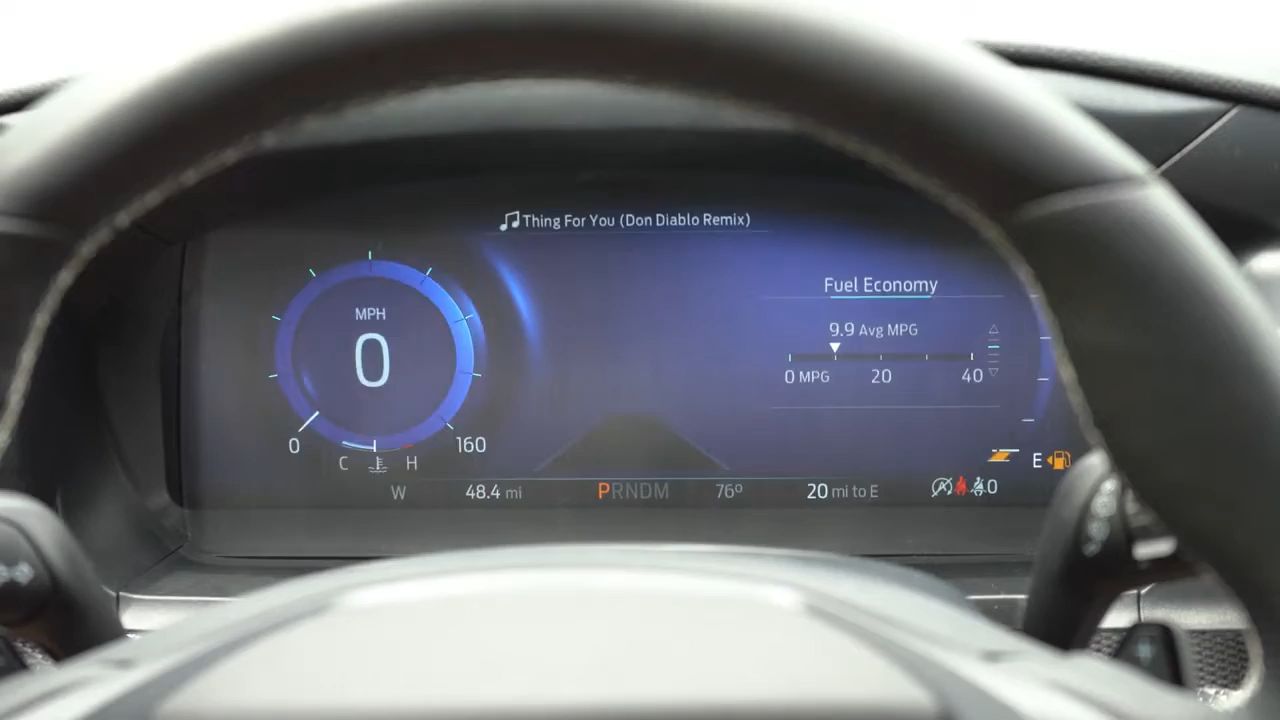 Thing For You (Don Diablo Remix)
Fuel Economy
MPH
9.9 Avg MPG
0
0 MPG 20 40
0 160
C H
E
W 48.4 mi PRNDM 76º 20 mi to E 0